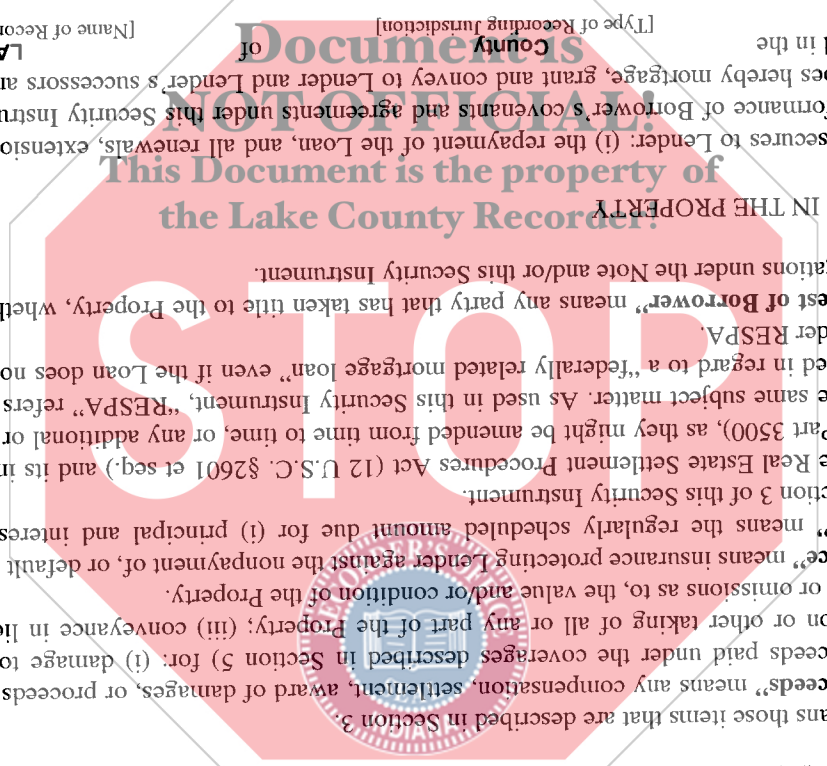 Document is
NOT OFFICIAL!
This Document is the property of
the Lake County Recorder!
STOP
RECORDER'S OFFICE
INDIANA
ans those items that are described in Section 3.
ceeds” means any compensation, settlement, award of damages, or proceeds
ceeds paid under the coverages described in Section 5) for: (i) damage to
on or other taking of all or any part of the Property; (iii) conveyance in lie
or omissions as to, the value and/or condition of the Property.
ce” means insurance protecting Lender against the nonpayment of, or default
” means the regularly scheduled amount due for (i) principal and interes
ction 3 of this Security Instrument.
e Real Estate Settlement Procedures Act (12 U.S.C. §2601 et seq.) and its in
Part 3500), as they might be amended from time to time, or any additional or
e same subject matter. As used in this Security Instrument, “RESPA” refers
ed in regard to a “federally related mortgage loan” even if the Loan does no
der RESPA.
est of Borrower” means any party that has taken title to the Property, wheth
gations under the Note and/or this Security Instrument.
IN THE PROPERTY
secures to Lender: (i) the repayment of the Loan, and all renewals, extensio
formance of Borrower’s covenants and agreements under this Security Instru
oes hereby mortgage, grant and convey to Lender and Lender’s successors an
d in the County of LA
[Type of Recording Jurisdiction] [Name of Recor